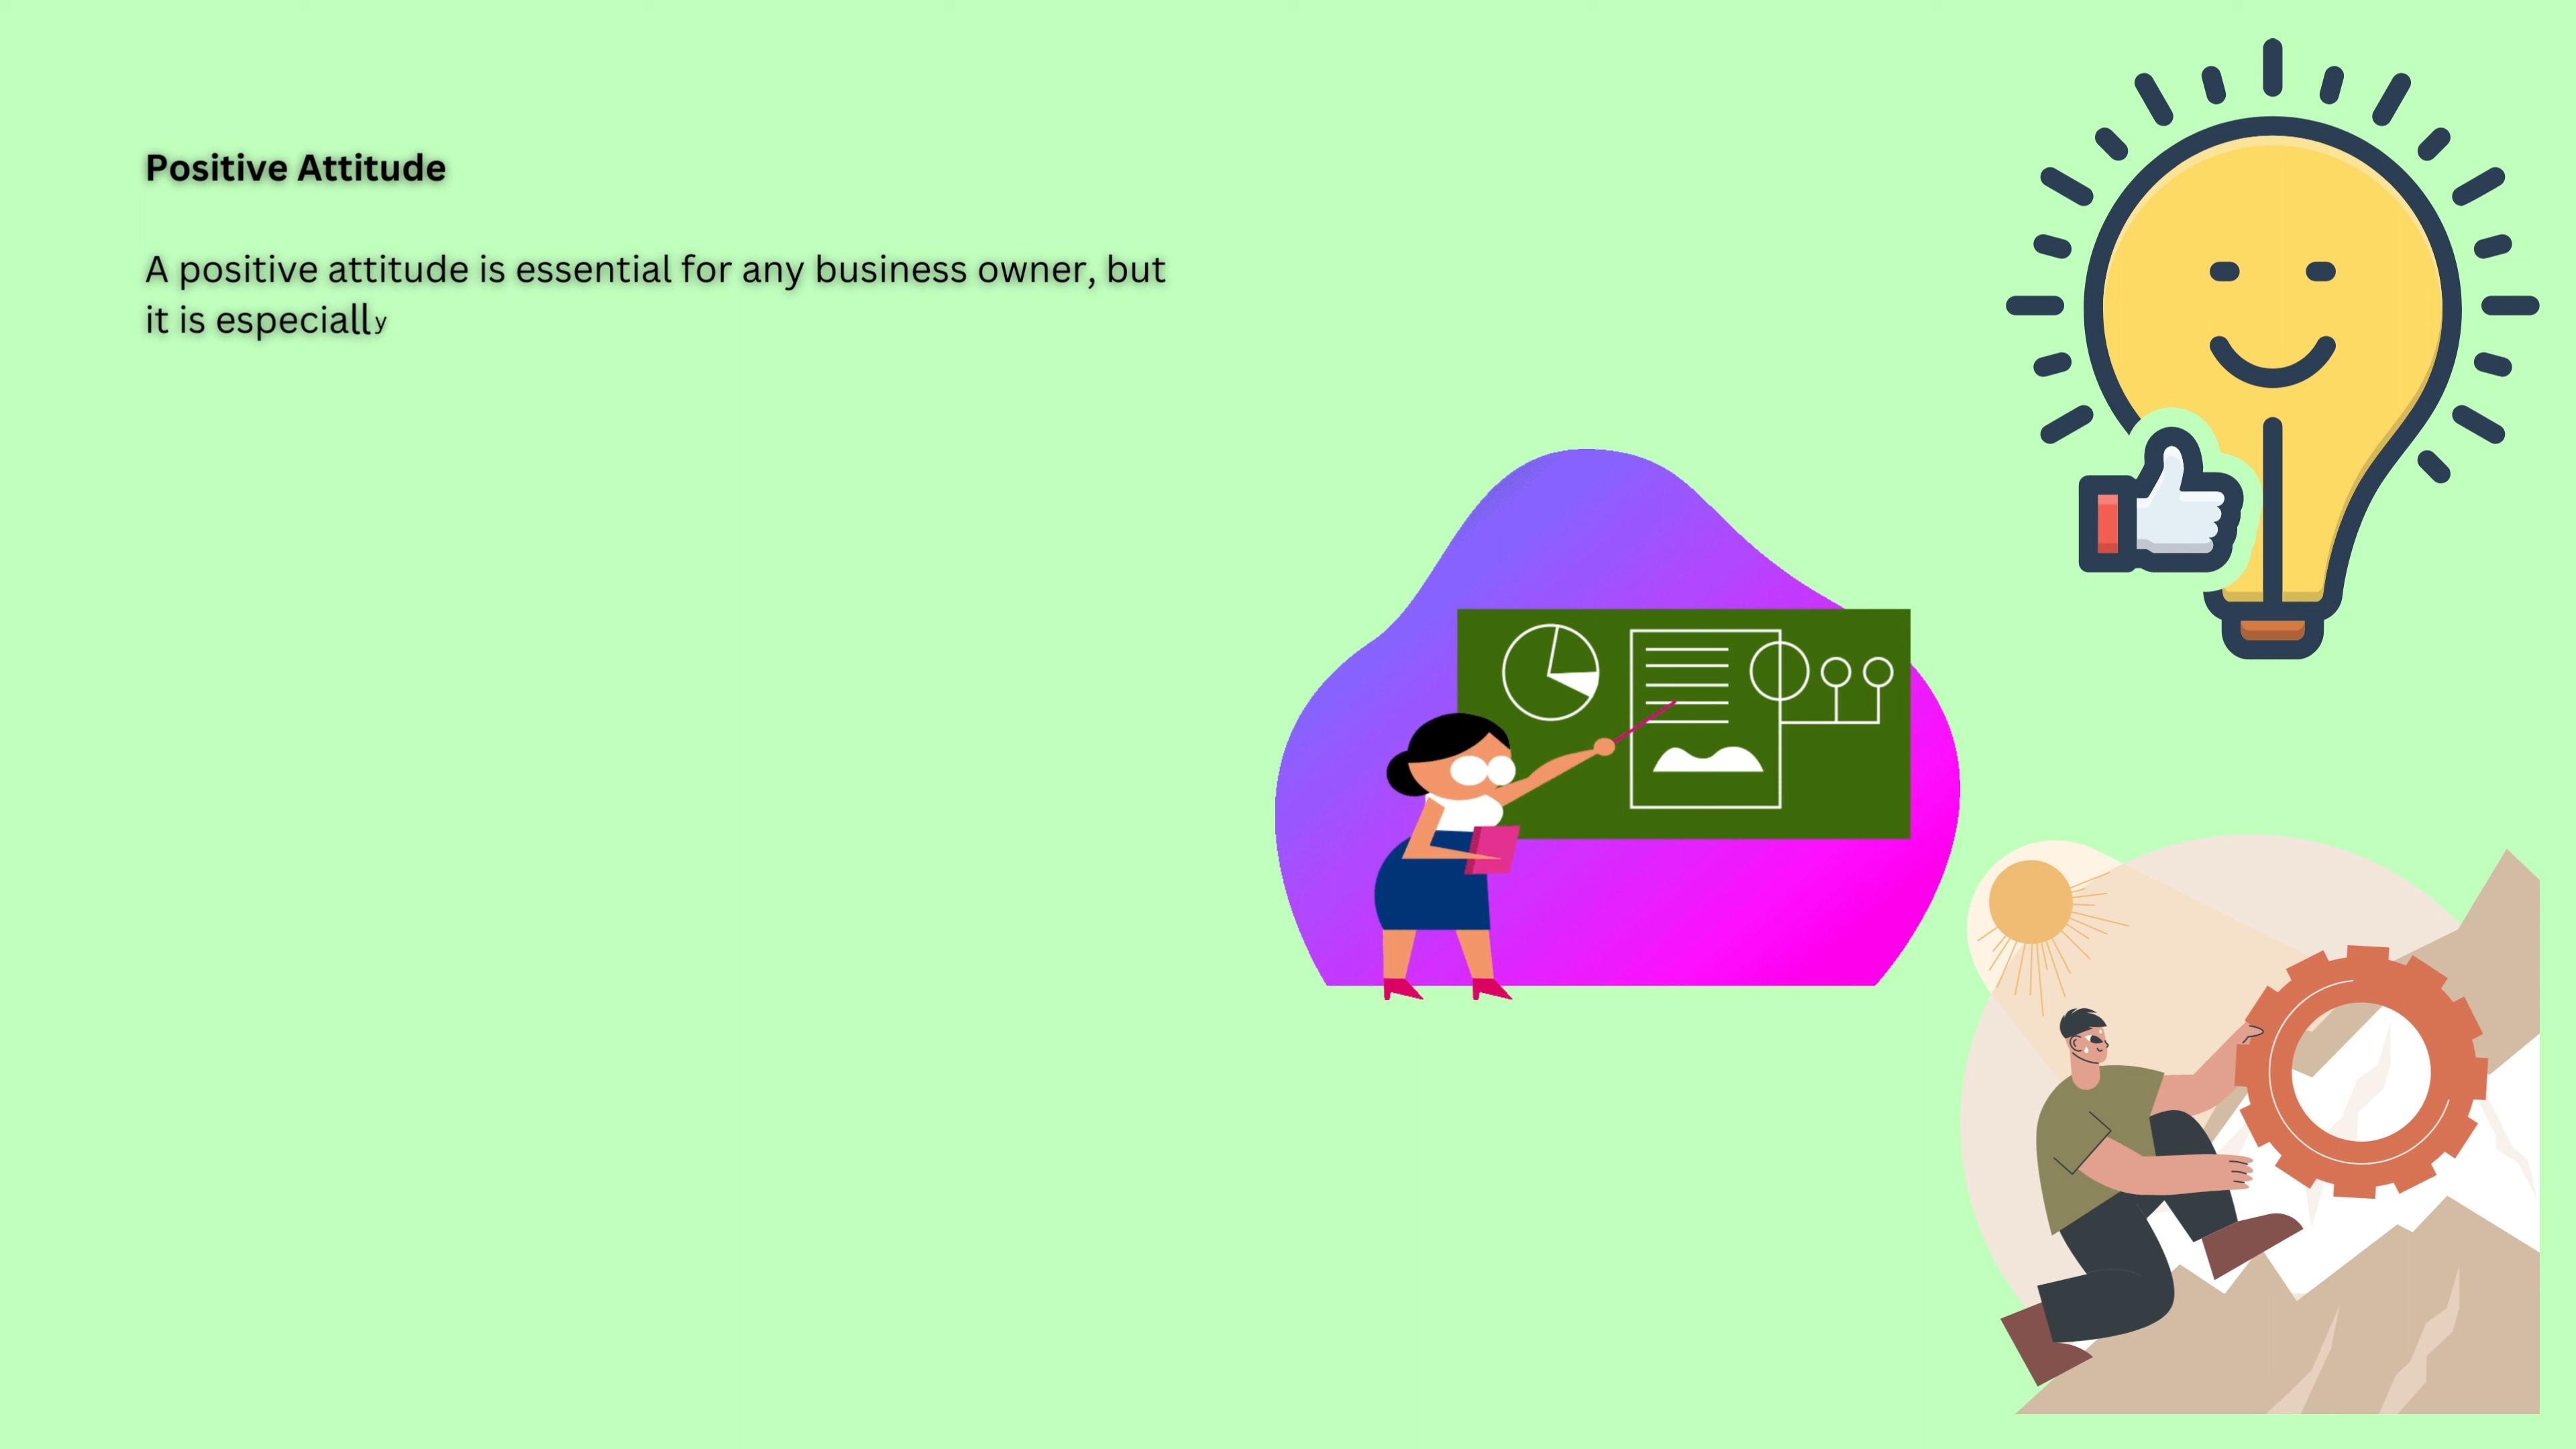 Positive Attitude
A positive attitude is essential for any business owner, but
it is especially